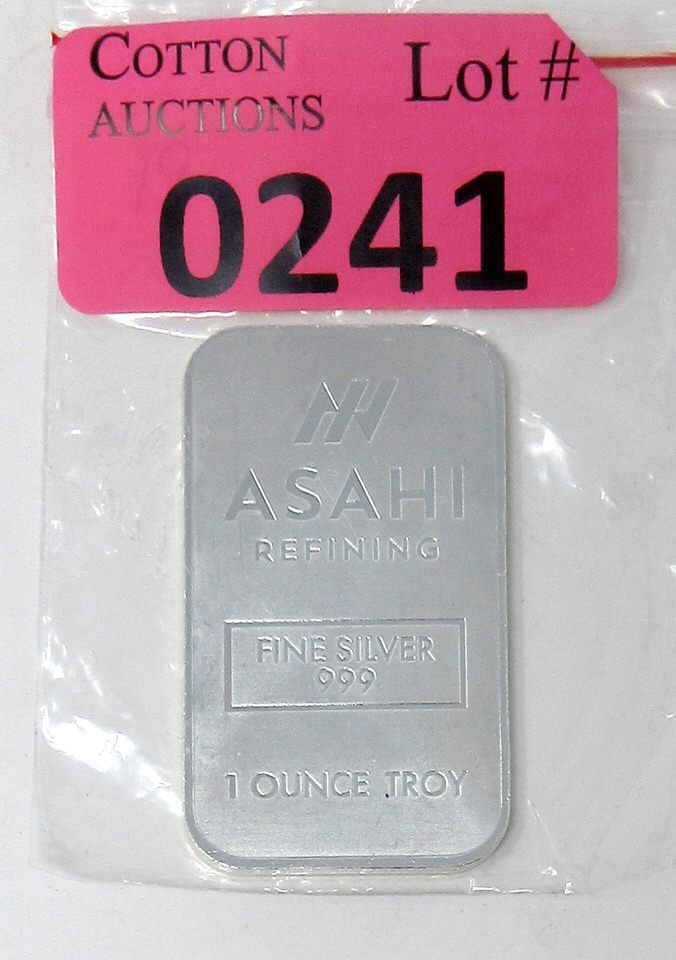 COTTON
AUCTIONS
Lot #
0241
ASAHI
REFINING
FINE SILVER
999
1 OUNCE TROY